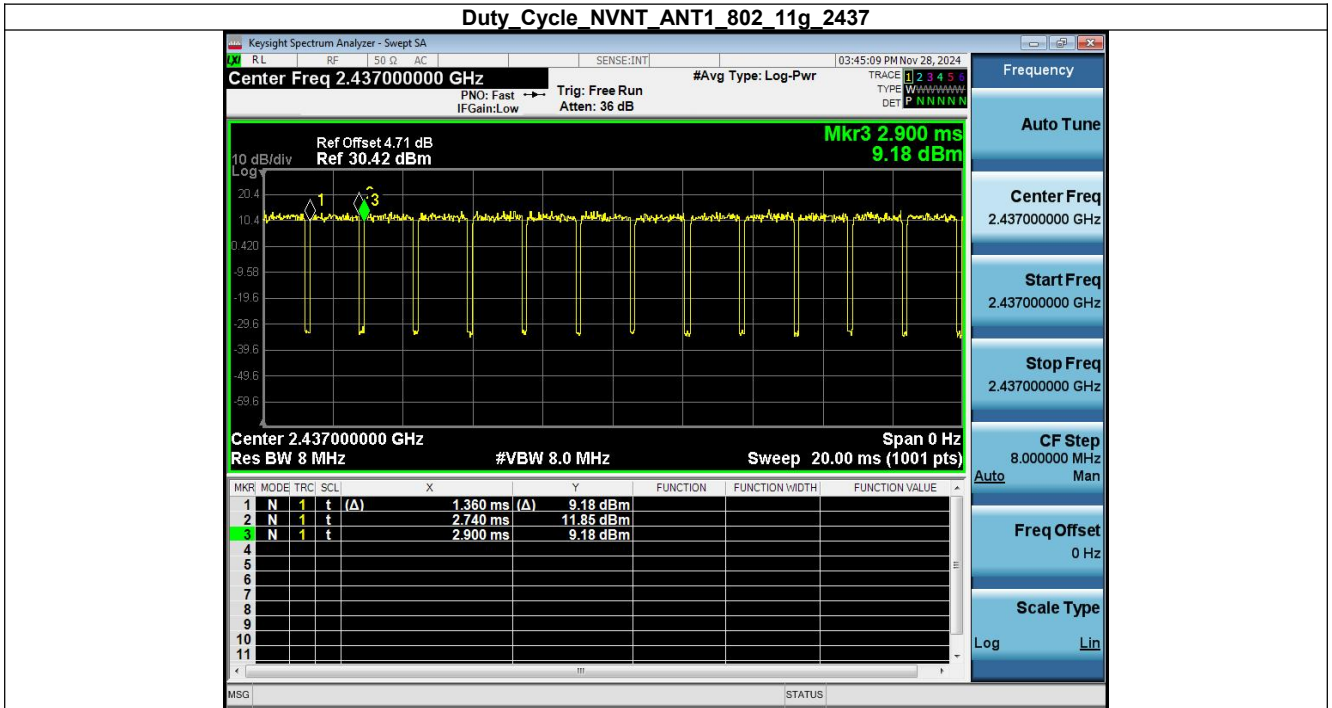 Duty_Cycle_NVNT_ANT1_802_11g_2437
Keysight Spectrum Analyzer - Swept SA
LXI RL RF 50 Ω AC SENSE:INT 03:45:09 PM Nov 28, 2024
Center Freq 2.437000000 GHz
PNO: Fast
IFGain:Low
Trig: Free Run
Atten: 36 dB
#Avg Type: Log-Pwr
TRACE 1 2 3 4 5 6
TYPE WWWWWW
DET P N N N N N
Ref Offset 4.71 dB
Ref 30.42 dBm
10 dB/div
Log
Mkr3 2.900 ms
9.18 dBm
20.4
10.4
0.420
-9.58
-19.6
-29.6
-39.6
-49.6
-59.6
1
3
Center 2.437000000 GHz Span 0 Hz
Res BW 8 MHz #VBW 8.0 MHz Sweep 20.00 ms (1001 pts)
MKR MODE TRC SCL X Y FUNCTION FUNCTION WIDTH FUNCTION VALUE
1 N 1 t (Δ) 1.360 ms (Δ) 9.18 dBm
2 N 1 t 2.740 ms 11.85 dBm
3 N 1 t 2.900 ms 9.18 dBm
4
5
6
7
8
9
10
11
MSG STATUS
Frequency
Auto Tune
Center Freq
2.437000000 GHz
Start Freq
2.437000000 GHz
Stop Freq
2.437000000 GHz
CF Step
8.000000 MHz
Auto Man
Freq Offset
0 Hz
Scale Type
Log Lin